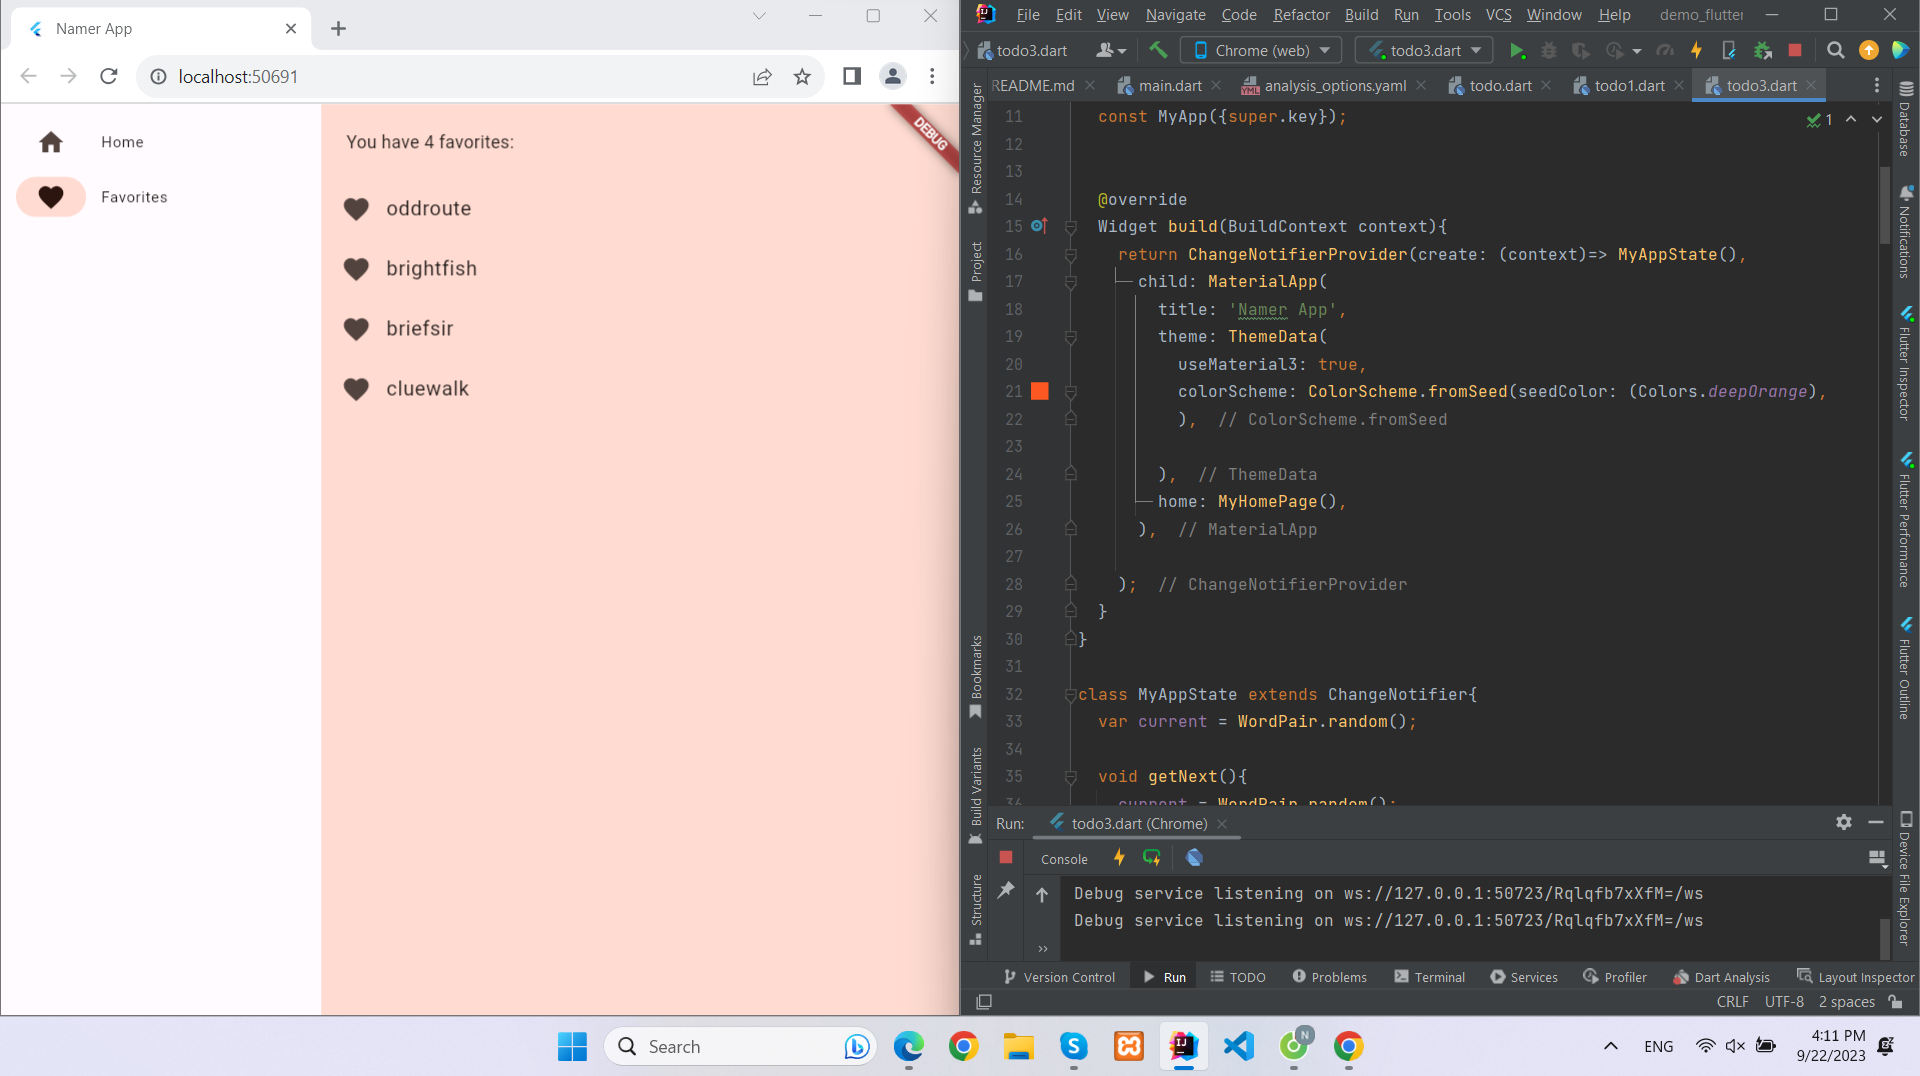 Namer App
localhost:50691
Home
Favorites
You have 4 favorites:
DEBUG
oddroute
brightfish
briefsir
cluewalk
File Edit View Navigate Code Refactor Build Run Tools VCS Window Help demo_flutter
todo3.dart Chrome (web) todo3.dart
README.md main.dart analysis_options.yaml todo.dart todo1.dart todo3.dart
Resource Manager
Project
Bookmarks
Build Variants
Structure
1
11 const MyApp({super.key});
12
13
14 @override
15 Widget build(BuildContext context){
16 return ChangeNotifierProvider(create: (context)=> MyAppState(),
17 child: MaterialApp(
18 title: 'Namer App',
19 theme: ThemeData(
20 useMaterial3: true,
21 colorScheme: ColorScheme.fromSeed(seedColor: (Colors.deepOrange),
22 ), // ColorScheme.fromSeed
23
24 ), // ThemeData
25 home: MyHomePage(),
26 ), // MaterialApp
27
28 ); // ChangeNotifierProvider
29 }
30 }
31
32 class MyAppState extends ChangeNotifier{
33 var current = WordPair.random();
34
35 void getNext(){
36 current = WordPair.random();
Database
Notifications
Flutter Inspector
Flutter Performance
Flutter Outline
Device File Explorer
Run: todo3.dart (Chrome)
Console
Debug service listening on ws://127.0.0.1:50723/Rqlqfb7xXfM=/ws
Debug service listening on ws://127.0.0.1:50723/Rqlqfb7xXfM=/ws
Version Control Run TODO Problems Terminal Services Profiler Dart Analysis Layout Inspector
CRLF UTF-8 2 spaces
Search
N
ENG
4:11 PM
9/22/2023